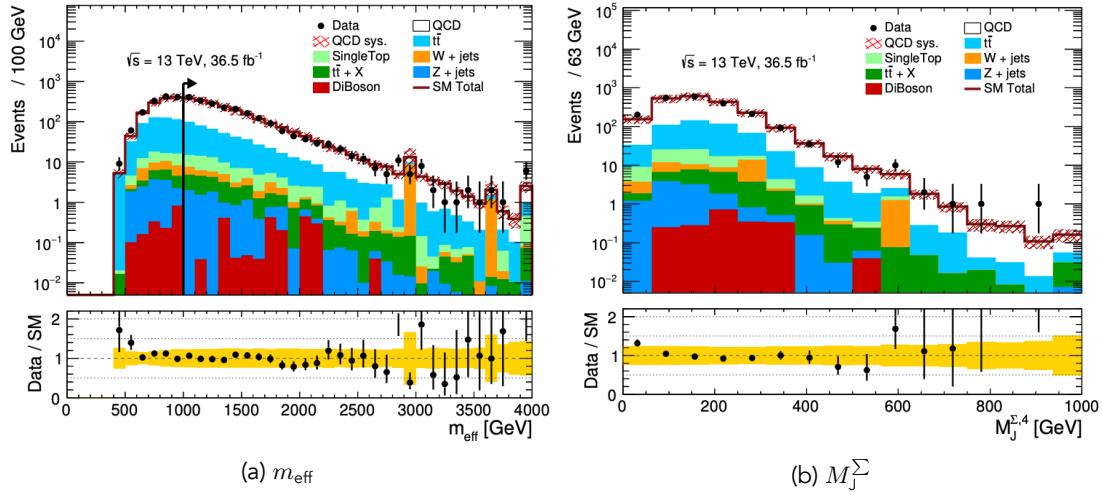 Events / 100 GeV
10⁵
10⁴
10³
10²
10
1
10⁻¹
10⁻²
Data
QCD
QCD sys.
tt̄
SingleTop
W + jets
tt̄ + X
Z + jets
DiBoson
SM Total
√s = 13 TeV, 36.5 fb⁻¹
Data / SM
2
1
0
0 500 1000 1500 2000 2500 3000 3500 4000
m_eff [GeV]
(a) m_eff
Events / 63 GeV
10⁵
10⁴
10³
10²
10
1
10⁻¹
10⁻²
Data
QCD
QCD sys.
tt̄
SingleTop
W + jets
tt̄ + X
Z + jets
DiBoson
SM Total
√s = 13 TeV, 36.5 fb⁻¹
Data / SM
2
1
0
0 200 400 600 800 1000
M_J^Σ,4 [GeV]
(b) M_J^Σ